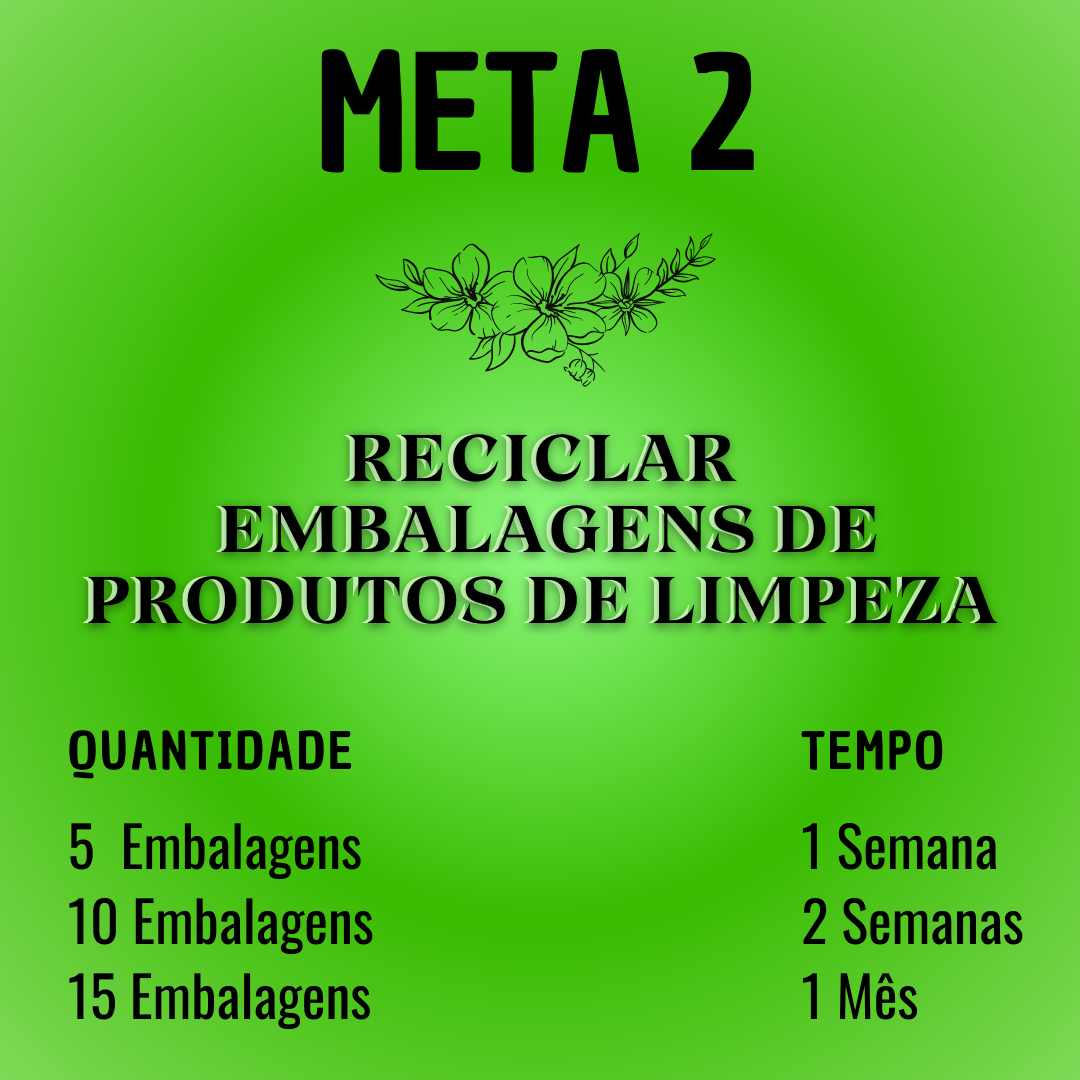 META 2
RECICLAR
EMBALAGENS DE
PRODUTOS DE LIMPEZA
QUANTIDADE TEMPO
5 Embalagens 1 Semana
10 Embalagens 2 Semanas
15 Embalagens 1 Mês